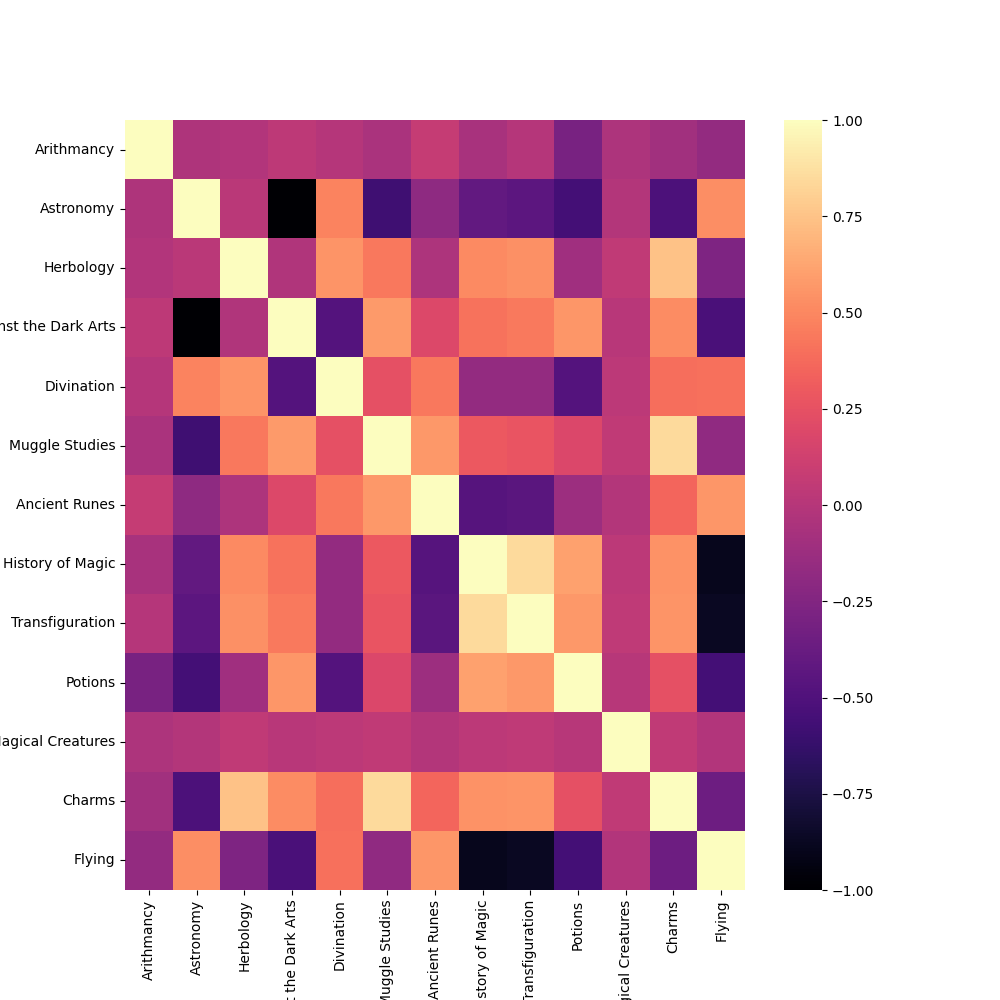 Arithmancy
Astronomy
Herbology
nst the Dark Arts
Divination
Muggle Studies
Ancient Runes
History of Magic
Transfiguration
Potions
Magical Creatures
Charms
Flying
Arithmancy
Astronomy
Herbology
t the Dark Arts
Divination
Muggle Studies
Ancient Runes
story of Magic
Transfiguration
Potions
gical Creatures
Charms
Flying
1.00
0.75
0.50
0.25
0.00
−0.25
−0.50
−0.75
−1.00